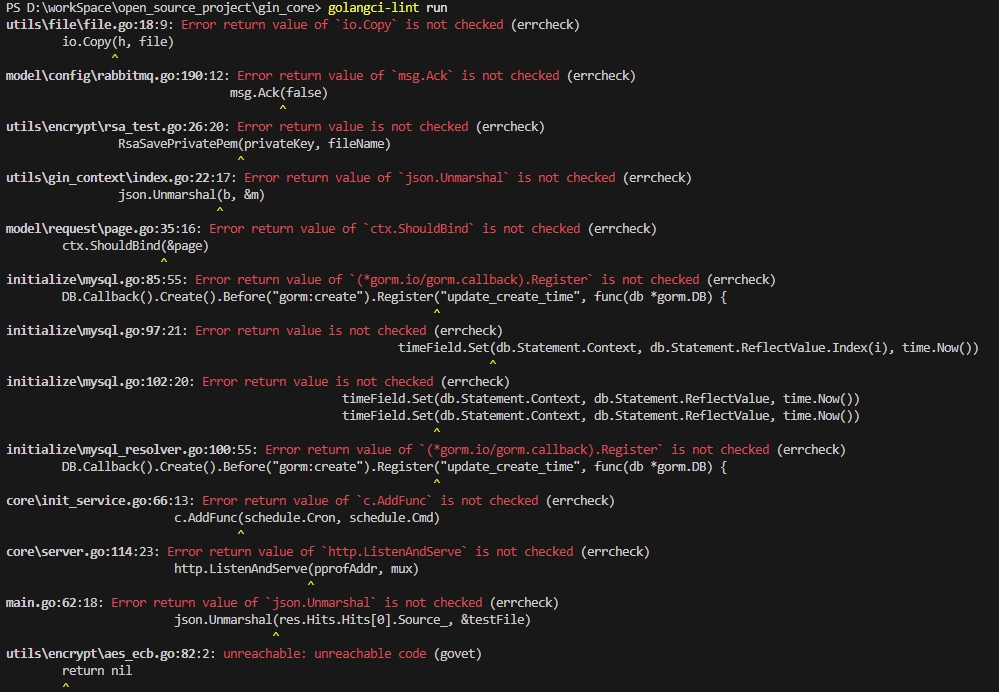 PS D:\workSpace\open_source_project\gin_core> golangci-lint run
utils\file\file.go:18:9: Error return value of `io.Copy` is not checked (errcheck)
io.Copy(h, file)
^
model\config\rabbitmq.go:190:12: Error return value of `msg.Ack` is not checked (errcheck)
msg.Ack(false)
^
utils\encrypt\rsa_test.go:26:20: Error return value is not checked (errcheck)
RsaSavePrivatePem(privateKey, fileName)
^
utils\gin_context\index.go:22:17: Error return value of `json.Unmarshal` is not checked (errcheck)
json.Unmarshal(b, &m)
^
model\request\page.go:35:16: Error return value of `ctx.ShouldBind` is not checked (errcheck)
ctx.ShouldBind(&page)
^
initialize\mysql.go:85:55: Error return value of `(*gorm.io/gorm.callback).Register` is not checked (errcheck)
DB.Callback().Create().Before("gorm:create").Register("update_create_time", func(db *gorm.DB) {
^
initialize\mysql.go:97:21: Error return value is not checked (errcheck)
timeField.Set(db.Statement.Context, db.Statement.ReflectValue.Index(i), time.Now())
^
initialize\mysql.go:102:20: Error return value is not checked (errcheck)
timeField.Set(db.Statement.Context, db.Statement.ReflectValue, time.Now())
timeField.Set(db.Statement.Context, db.Statement.ReflectValue, time.Now())
^
initialize\mysql_resolver.go:100:55: Error return value of `(*gorm.io/gorm.callback).Register` is not checked (errcheck)
DB.Callback().Create().Before("gorm:create").Register("update_create_time", func(db *gorm.DB) {
^
core\init_service.go:66:13: Error return value of `c.AddFunc` is not checked (errcheck)
c.AddFunc(schedule.Cron, schedule.Cmd)
^
core\server.go:114:23: Error return value of `http.ListenAndServe` is not checked (errcheck)
http.ListenAndServe(pprofAddr, mux)
^
main.go:62:18: Error return value of `json.Unmarshal` is not checked (errcheck)
json.Unmarshal(res.Hits.Hits[0].Source_, &testFile)
^
utils\encrypt\aes_ecb.go:82:2: unreachable: unreachable code (govet)
return nil
^